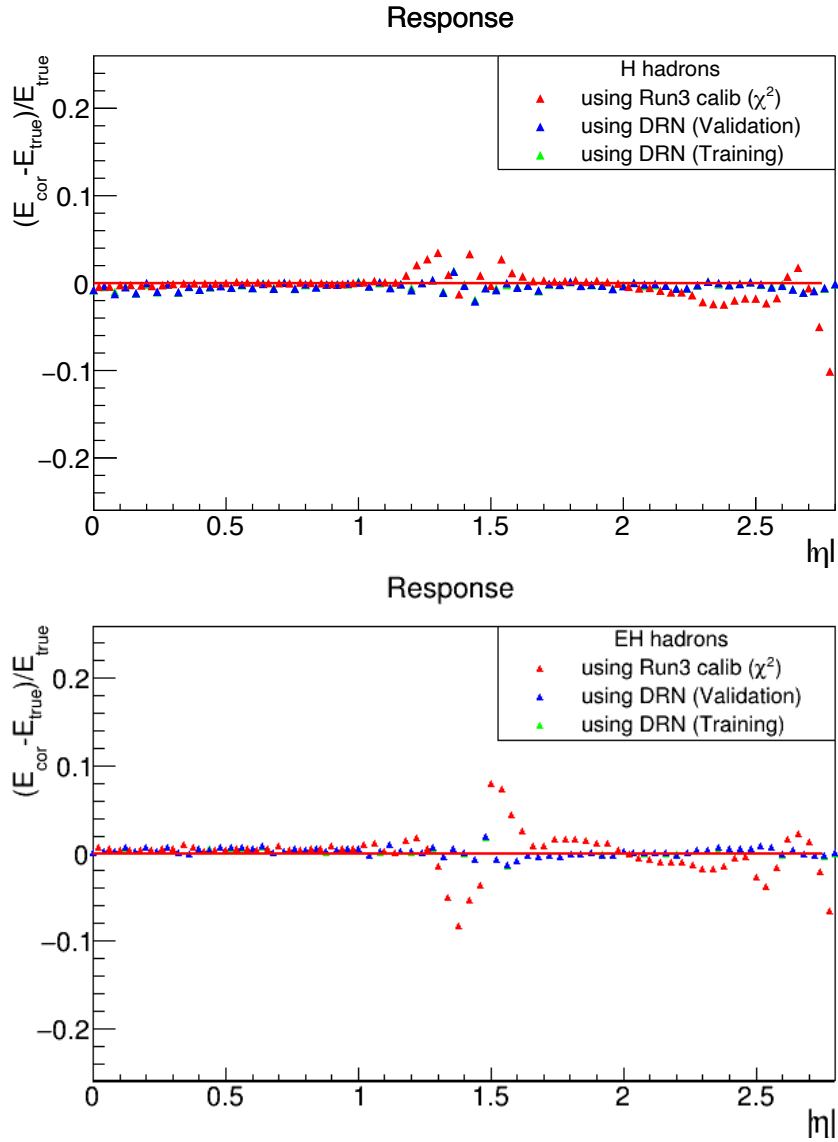 Response
(E_cor -E_true)/E_true
H hadrons
using Run3 calib (χ²)
using DRN (Validation)
using DRN (Training)
0.2
0.1
0
−0.1
−0.2
0 0.5 1 1.5 2 2.5
|η|
Response
(E_cor -E_true)/E_true
EH hadrons
using Run3 calib (χ²)
using DRN (Validation)
using DRN (Training)
0.2
0.1
0
−0.1
−0.2
0 0.5 1 1.5 2 2.5
|η|